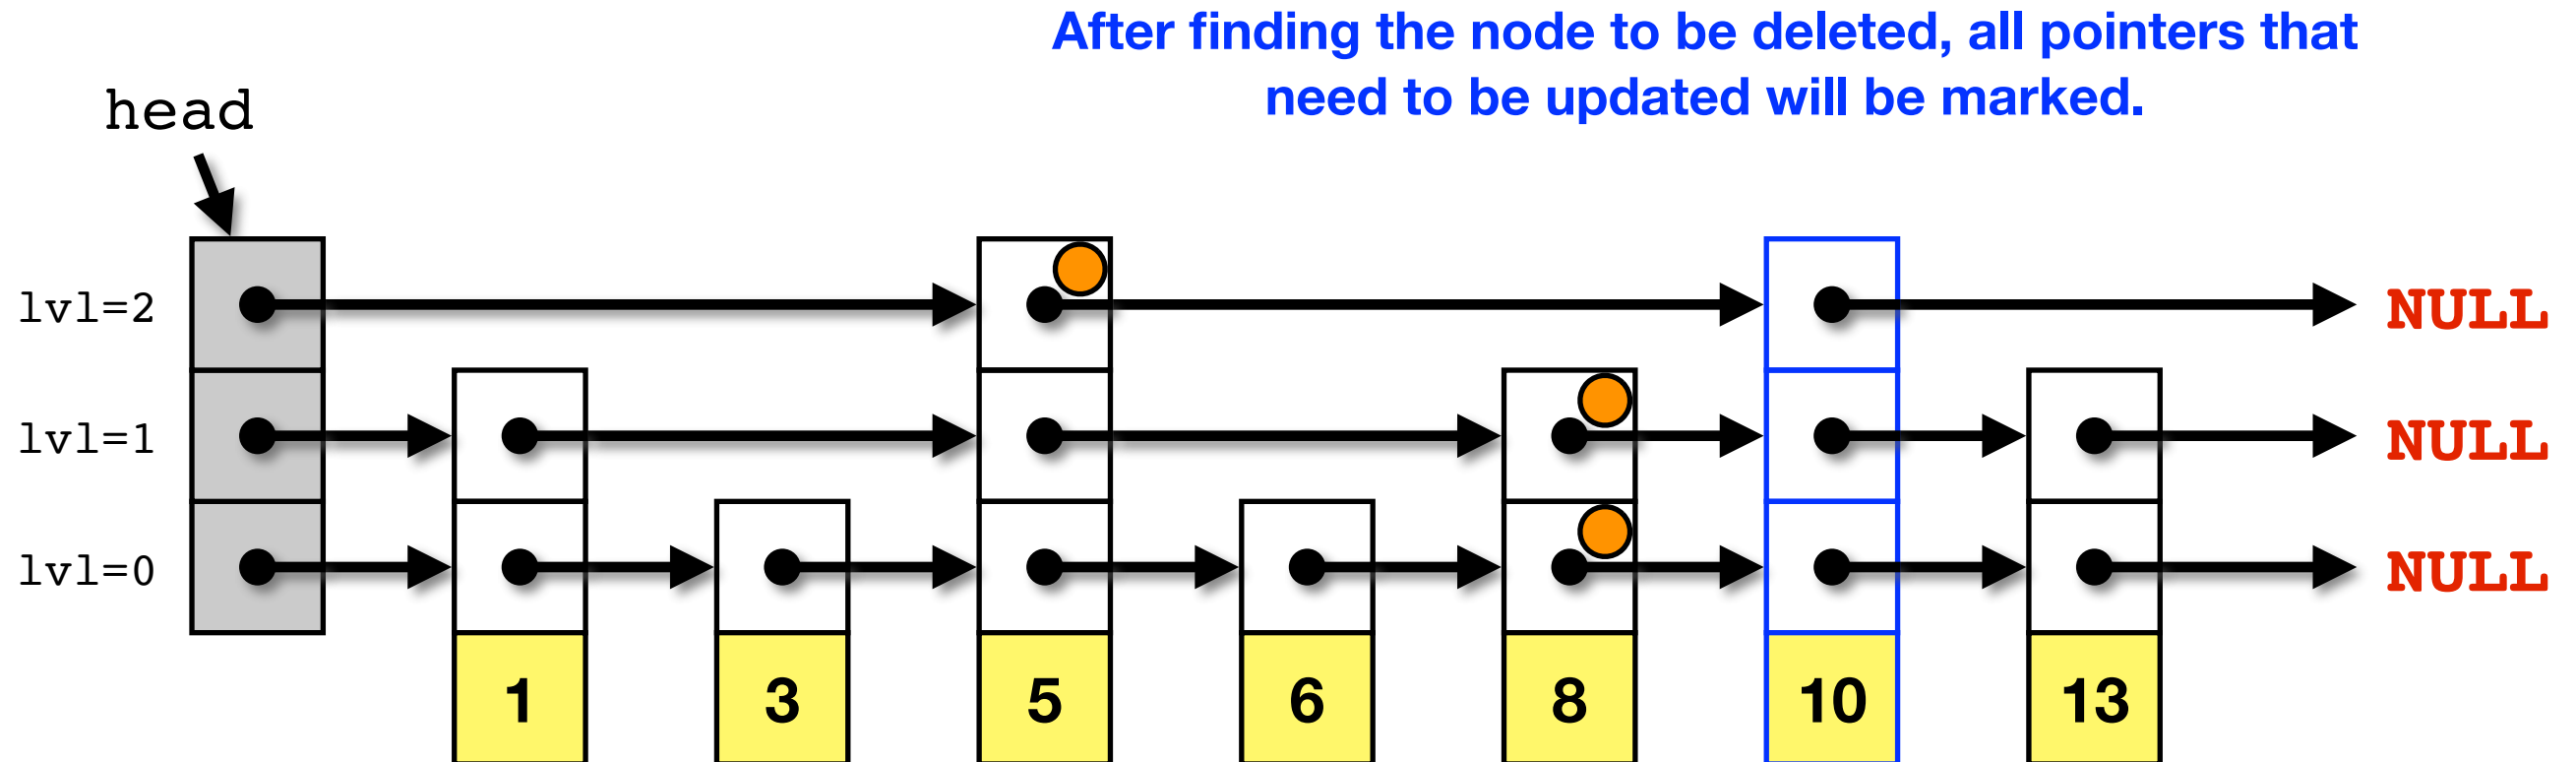 After finding the node to be deleted, all pointers that
need to be updated will be marked.
head
lvl=2 NULL
lvl=1 NULL
lvl=0 NULL
1 3 5 6 8 10 13